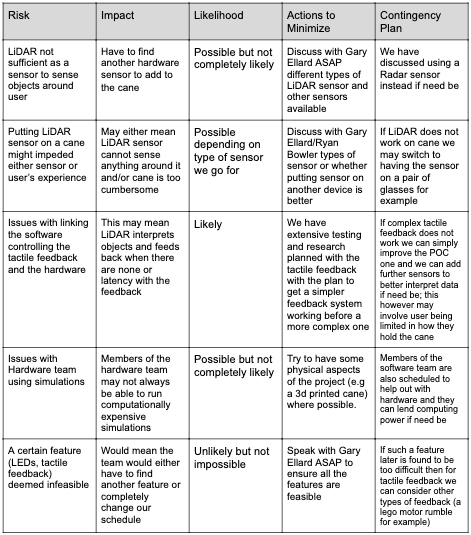 Risk
Impact
Likelihood
Actions to
Minimize
Contingency
Plan
LiDAR not
sufficient as a
sensor to sense
objects around
user
Have to find
another hardware
sensor to add to
the cane
Possible but not
completely likely
Discuss with Gary
Ellard ASAP
different types of
LiDAR sensor and
other sensors
available
We have
discussed using a
Radar sensor
instead if need be
Putting LiDAR
sensor on a cane
might impeded
either sensor or
user's experience
May either mean
LiDAR sensor
cannot sense
anything around it
and/or cane is too
cumbersome
Possible
depending on
type of sensor
we go for
Discuss with Gary
Ellard/Ryan
Bowler types of
sensor or whether
putting sensor on
another device is
better
If LiDAR does not
work on cane we
may switch to
having the sensor
on a pair of
glasses for
example
Issues with linking
the software
controlling the
tactile feedback
and the hardware
This may mean
LiDAR interprets
objects and feeds
back when there
are none or
latency with the
feedback
Likely
We have
extensive testing
and research
planned with the
tactile feedback
with the plan to
get a simpler
feedback system
working before a
more complex one
If complex tactile
feedback does not
work we can simply
improve the POC
one and we can add
further sensors to
better interpret data
if need be; this
however may
involve user being
limited in how they
hold the cane
Issues with
Hardware team
using simulations
Members of the
hardware team
may not always
be able to run
computationally
expensive
simulations
Possible but not
completely likely
Try to have some
physical aspects
of the project (e.g
a 3d printed cane)
where possible.
Members of the
software team
are also scheduled to
help out with
hardware and they
can lend computing
power if need be
A certain feature
(LEDs, tactile
feedback)
deemed infeasible
Would mean the
team would either
have to find
another feature or
completely
change our
schedule
Unlikely but not
impossible
Speak with Gary
Ellard ASAP to
ensure all the
features are
feasible
If such a feature
later is found to be
too difficult then for
tactile feedback we
can consider other
types of feedback (a
lego motor rumble
for example)